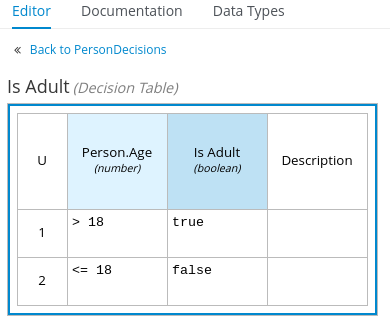 Editor Documentation Data Types
« Back to PersonDecisions
Is Adult (Decision Table)
U Person.Age Is Adult Description
(number) (boolean)
1 > 18 true
2 <= 18 false